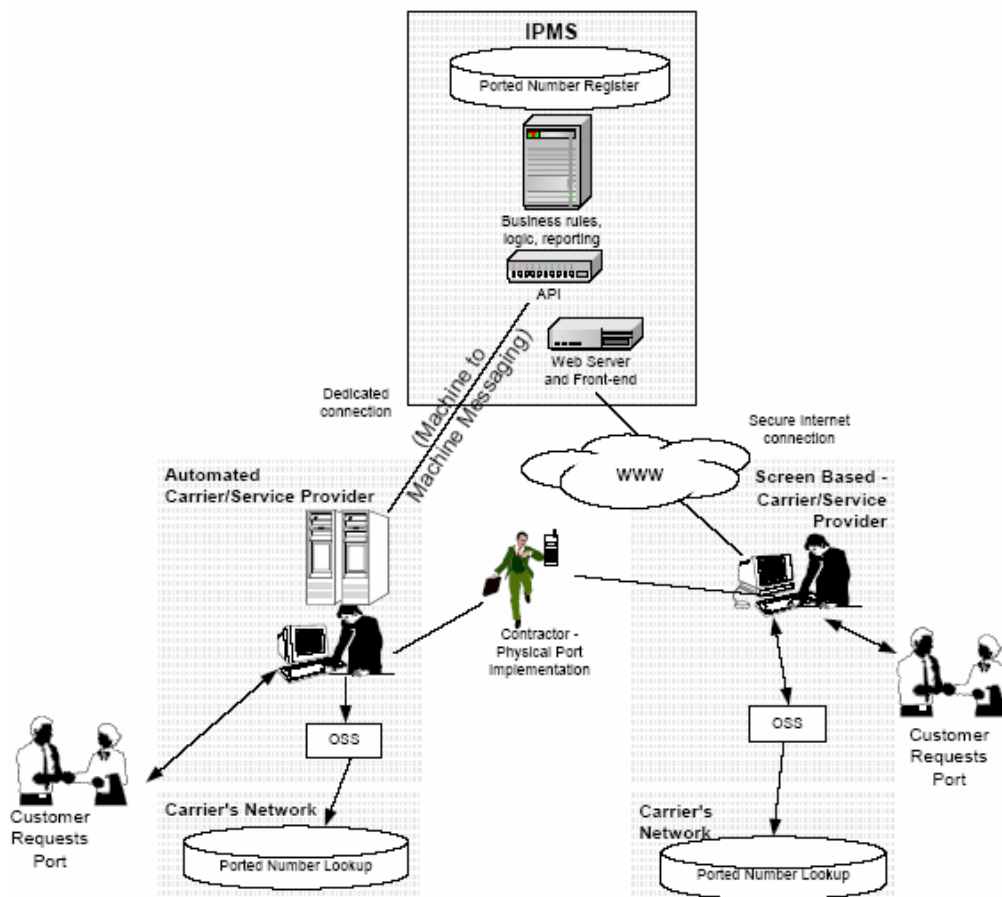 IPMS
Ported Number Register
Business rules,
logic, reporting
API
Web Server
and Front-end
Dedicated
connection
(Machine to
Machine Messaging)
Secure Internet
connection
WWW
Automated
Carrier/Service Provider
Screen Based -
Carrier/Service
Provider
Contractor -
Physical Port
Implementation
OSS
OSS
Customer
Requests
Port
Customer
Requests
Port
Carrier's Network
Ported Number Lookup
Carrier's
Network
Ported Number Lookup